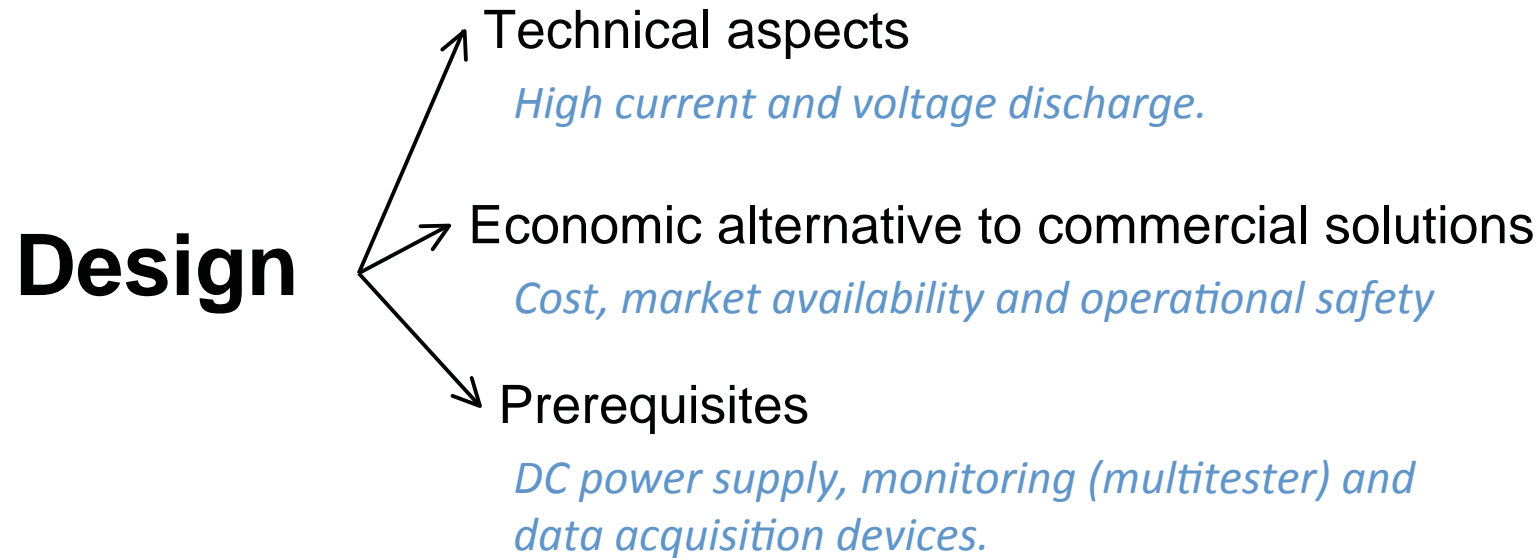 Technical aspects
High current and voltage discharge.
Design
Economic alternative to commercial solutions
Cost, market availability and operational safety
Prerequisites
DC power supply, monitoring (multitester) and
data acquisition devices.